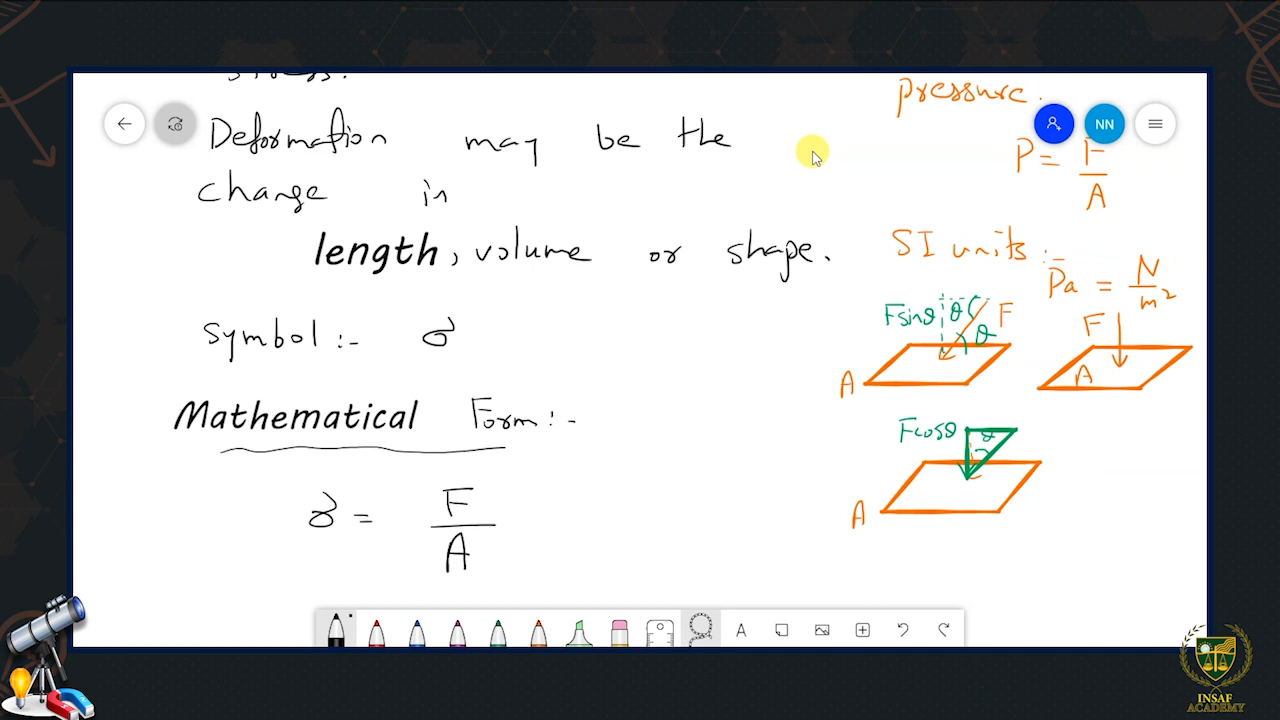 stress.
Deformation may be the
change in
length, volume or shape.
Symbol :- σ
Mathematical Form :-
σ = F
A
pressure.
P = F
A
SI units :-
Pa = N
m²
Fsinθ θ F
θ
A
F
A
Fcosθ θ
A
NN
A
INSAF
ACADEMY